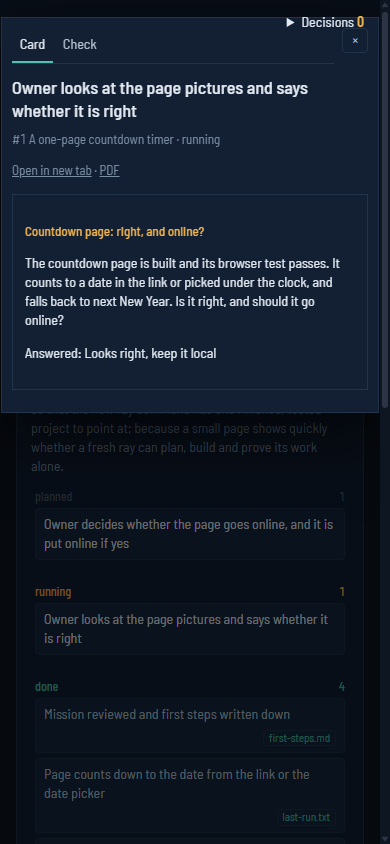 ▶ Decisions 0
Card Check
×
Owner looks at the page pictures and says
whether it is right
#1 A one-page countdown timer · running
Open in new tab · PDF
Countdown page: right, and online?
The countdown page is built and its browser test passes. It
counts to a date in the link or picked under the clock, and
falls back to next New Year. Is it right, and should it go
online?
Answered: Looks right, keep it local
project to point at; because a small page shows quickly
whether a fresh ray can plan, build and prove its work
alone.
planned 1
Owner decides whether the page goes online, and it is
put online if yes
running 1
Owner looks at the page pictures and says whether it
is right
done 4
Mission reviewed and first steps written down
first-steps.md
Page counts down to the date from the link or the
date picker
last-run.txt